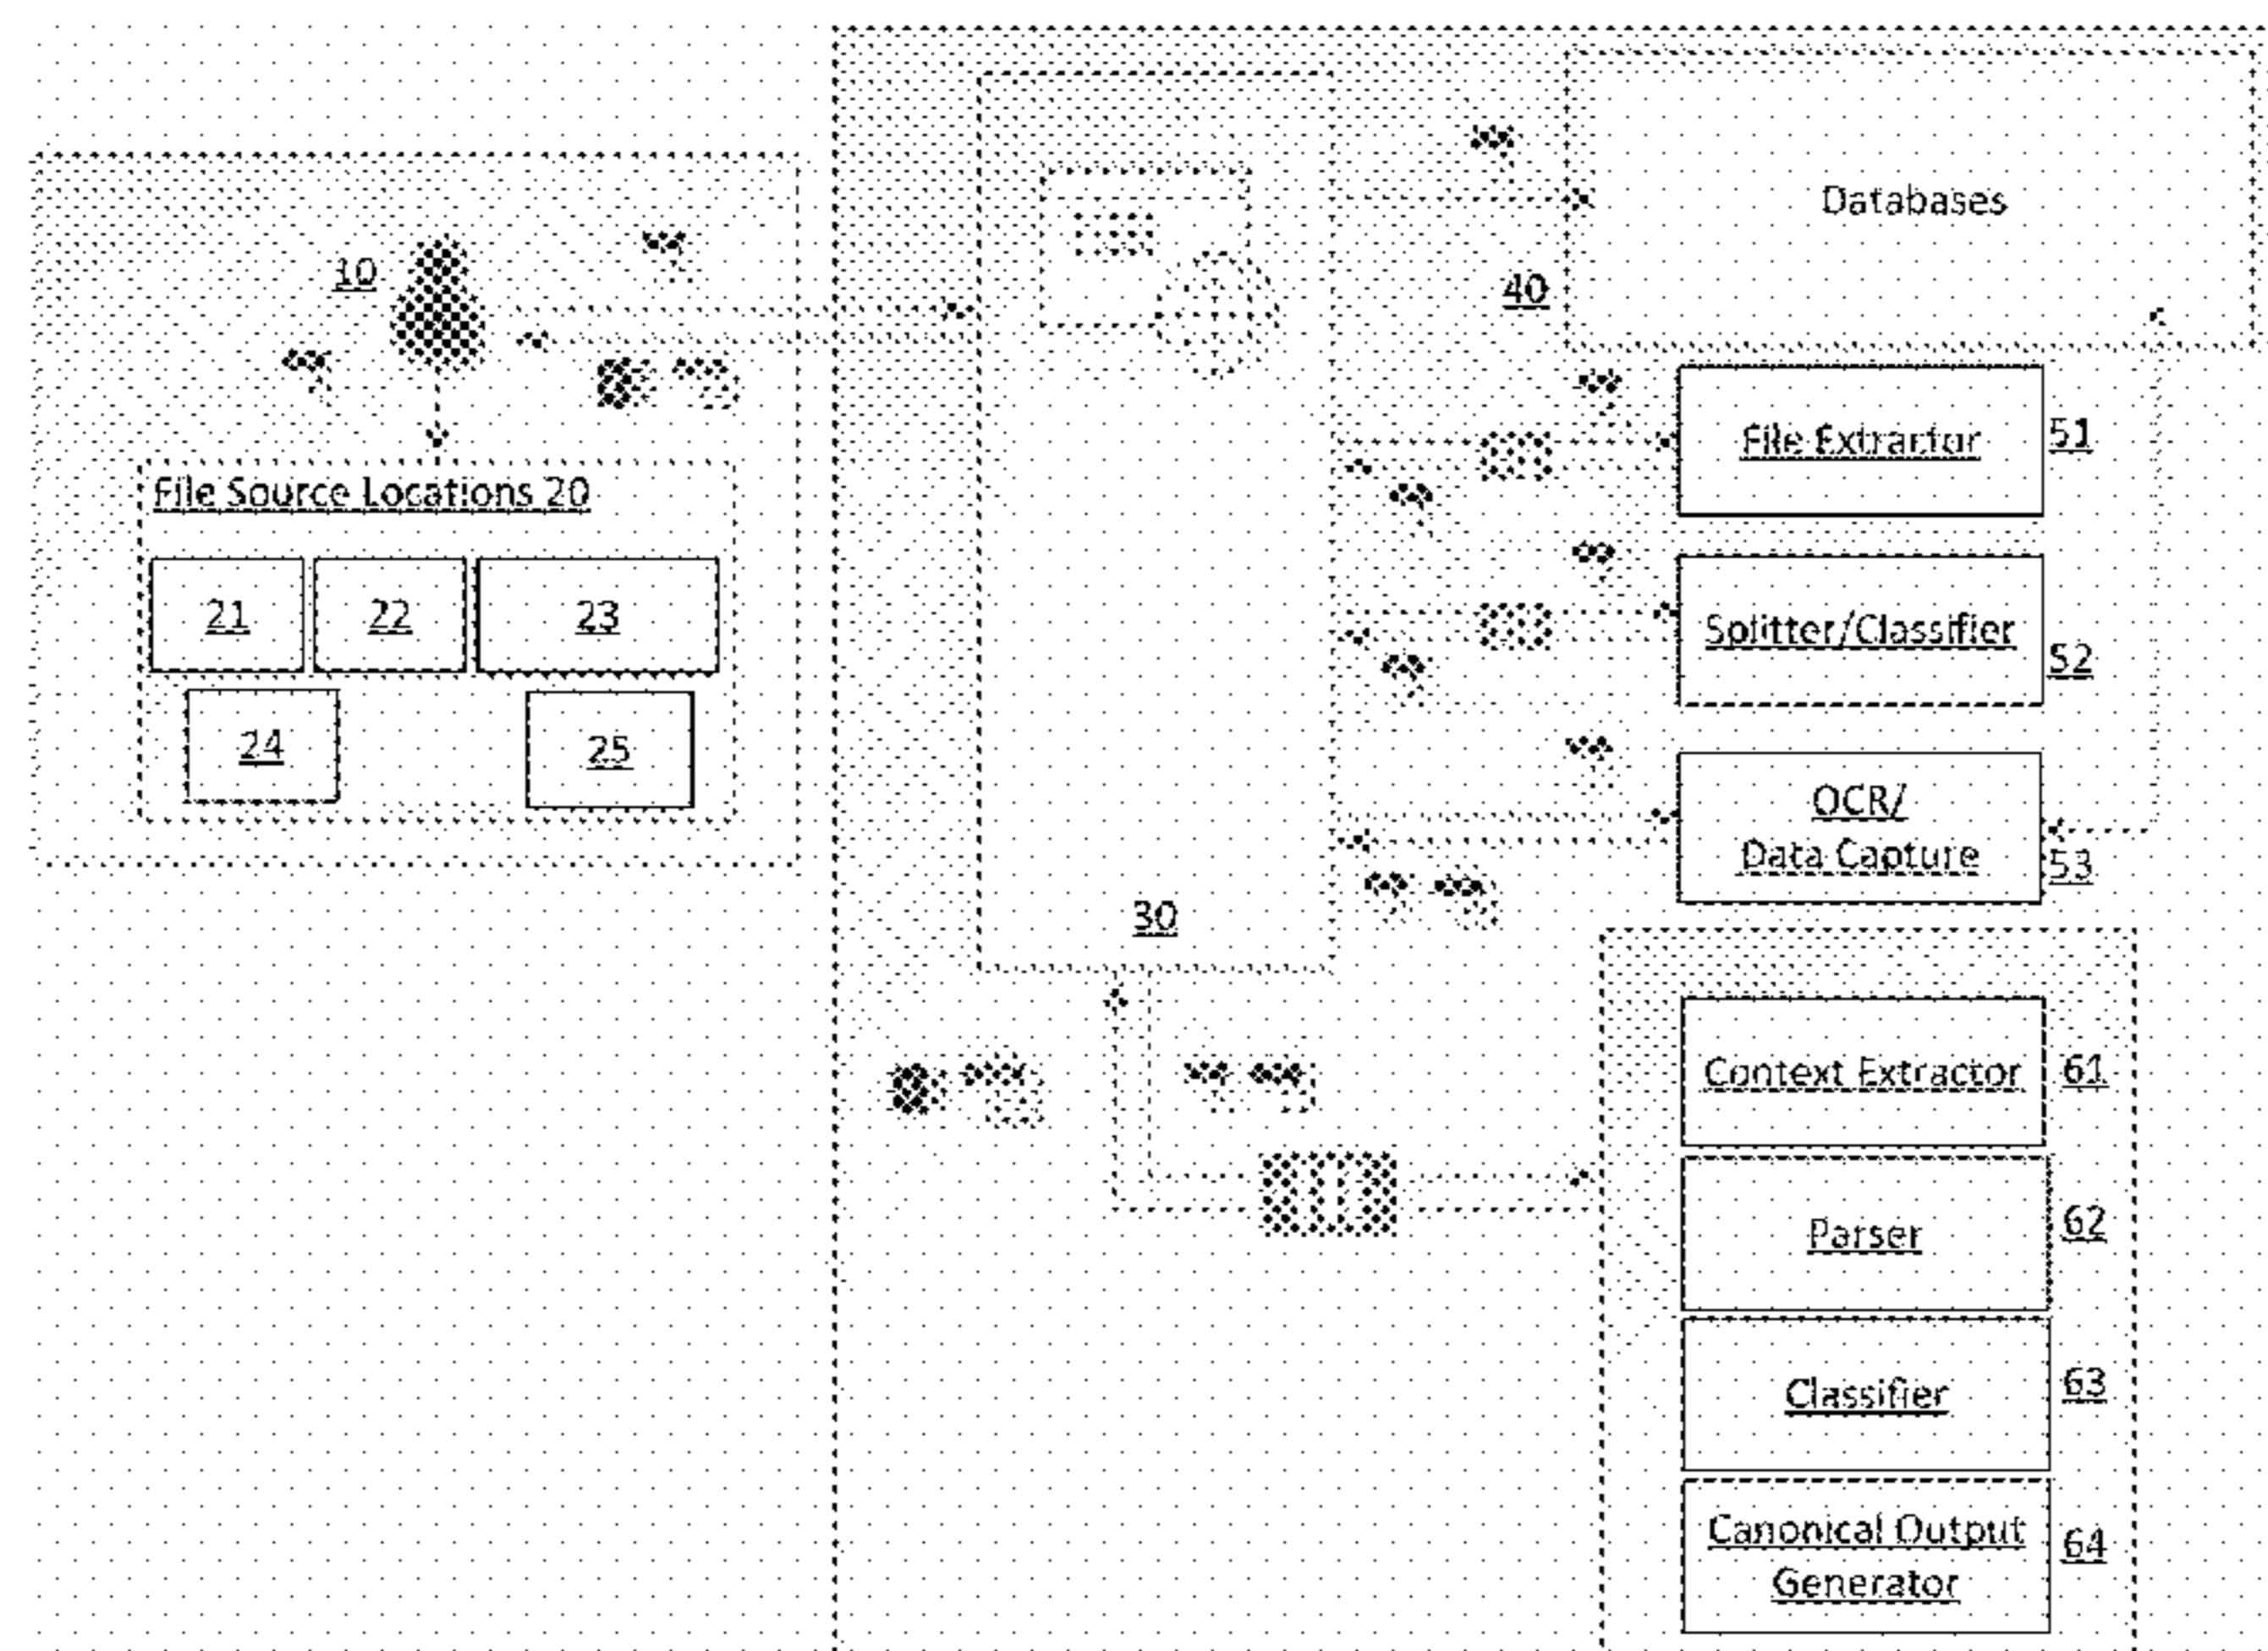 10
File Source Locations 20
21
22
23
24
25
30
40
Databases
File Extractor
51
Splitter/Classifier
52
OCR/
Data Capture
53
Context Extractor
61
Parser
62
Classifier
63
Canonical Output
Generator
64